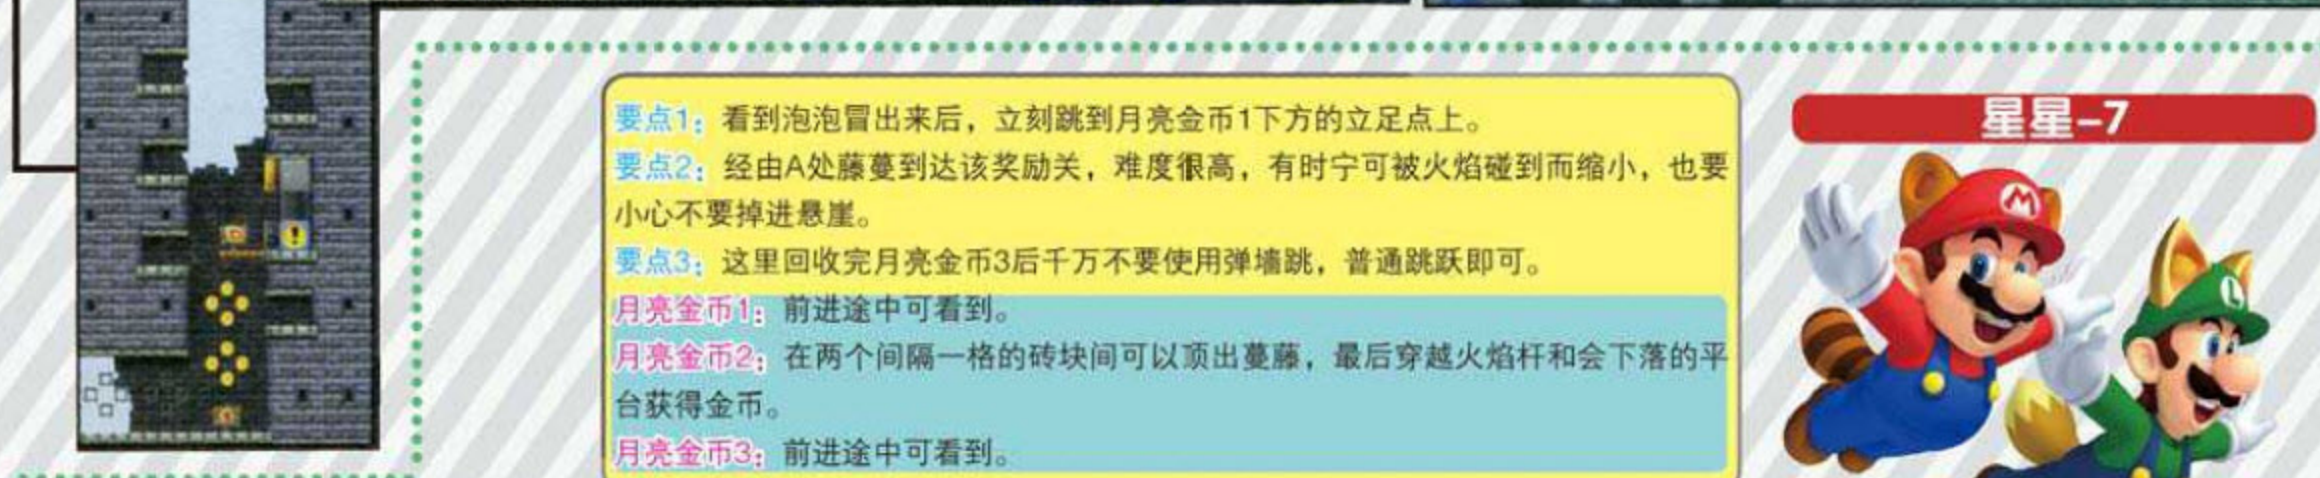 要点1：看到泡泡冒出来后，立刻跳到月亮金币1下方的立足点上。
要点2：经由A处藤蔓到达该奖励关，难度很高，有时宁可被火焰碰到而缩小，也要
小心不要掉进悬崖。
要点3：这里回收完月亮金币3后千万不要使用弹墙跳，普通跳跃即可。
月亮金币1：前进途中可看到。
月亮金币2：在两个间隔一格的砖块间可以顶出蔓藤，最后穿越火焰杆和会下落的平
台获得金币。
月亮金币3：前进途中可看到。
星星-7
M
L